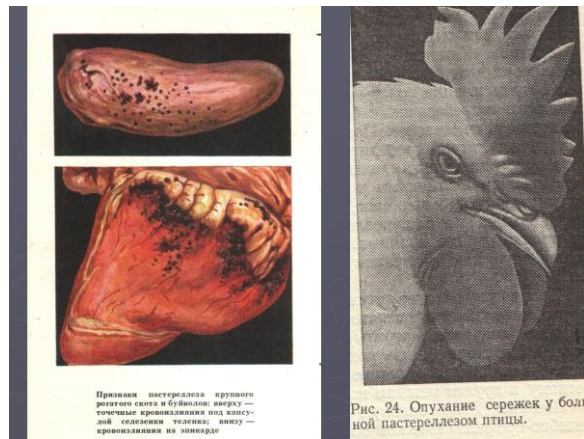 Признаки пастереллеза крупного
рогатого скота и буйволов: вверху —
точечные кровоизлияния под капсу-
лой селезенки теленка; внизу —
кровоизлияния на эпикарде
Рис. 24. Опухание сережек у боль
ной пастереллезом птицы.